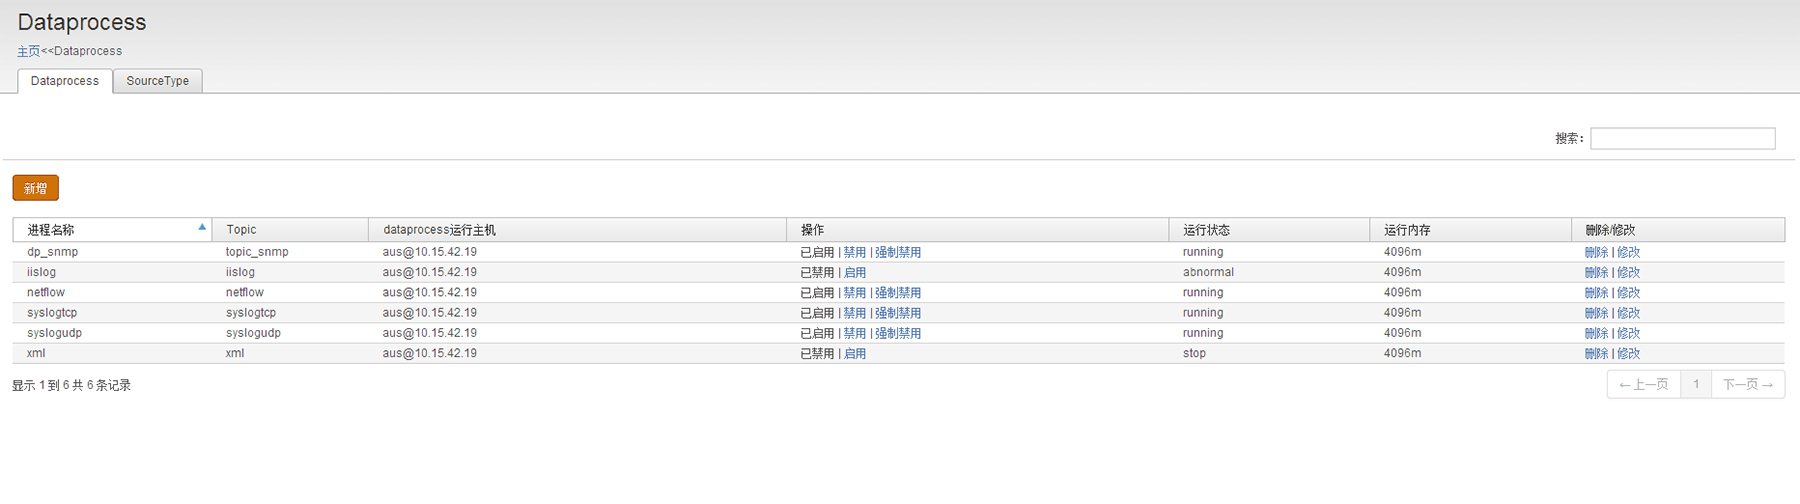 Dataprocess
主页<<Dataprocess
Dataprocess SourceType
搜索：
新增
进程名称 Topic dataprocess运行主机 操作 运行状态 运行内存 删除/修改
dp_snmp topic_snmp aus@10.15.42.19 已启用 | 禁用 | 强制禁用 running 4096m 删除 | 修改
iislog iislog aus@10.15.42.19 已禁用 | 启用 abnormal 4096m 删除 | 修改
netflow netflow aus@10.15.42.19 已启用 | 禁用 | 强制禁用 running 4096m 删除 | 修改
syslogtcp syslogtcp aus@10.15.42.19 已启用 | 禁用 | 强制禁用 running 4096m 删除 | 修改
syslogudp syslogudp aus@10.15.42.19 已启用 | 禁用 | 强制禁用 running 4096m 删除 | 修改
xml xml aus@10.15.42.19 已禁用 | 启用 stop 4096m 删除 | 修改
显示 1 到 6 共 6 条记录 ←上一页 1 下一页→